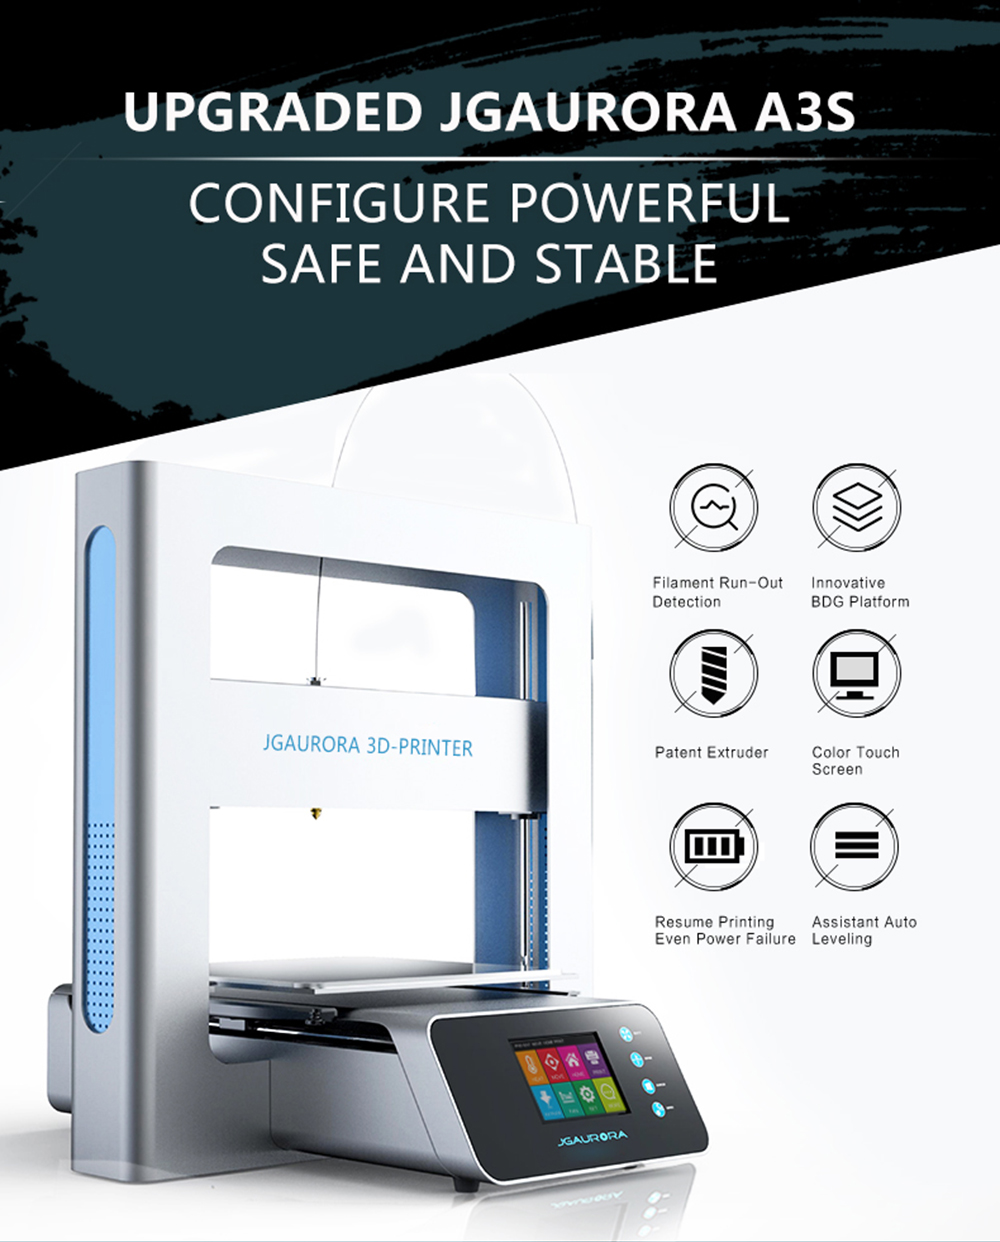 UPGRADED JGAURORA A3S
CONFIGURE POWERFUL
SAFE AND STABLE
Filament Run-Out
Detection
Innovative
BDG Platform
Patent Extruder
Color Touch
Screen
Resume Printing
Even Power Failure
Assistant Auto
Leveling
JGAURORA 3D-PRINTER
JGAURORA